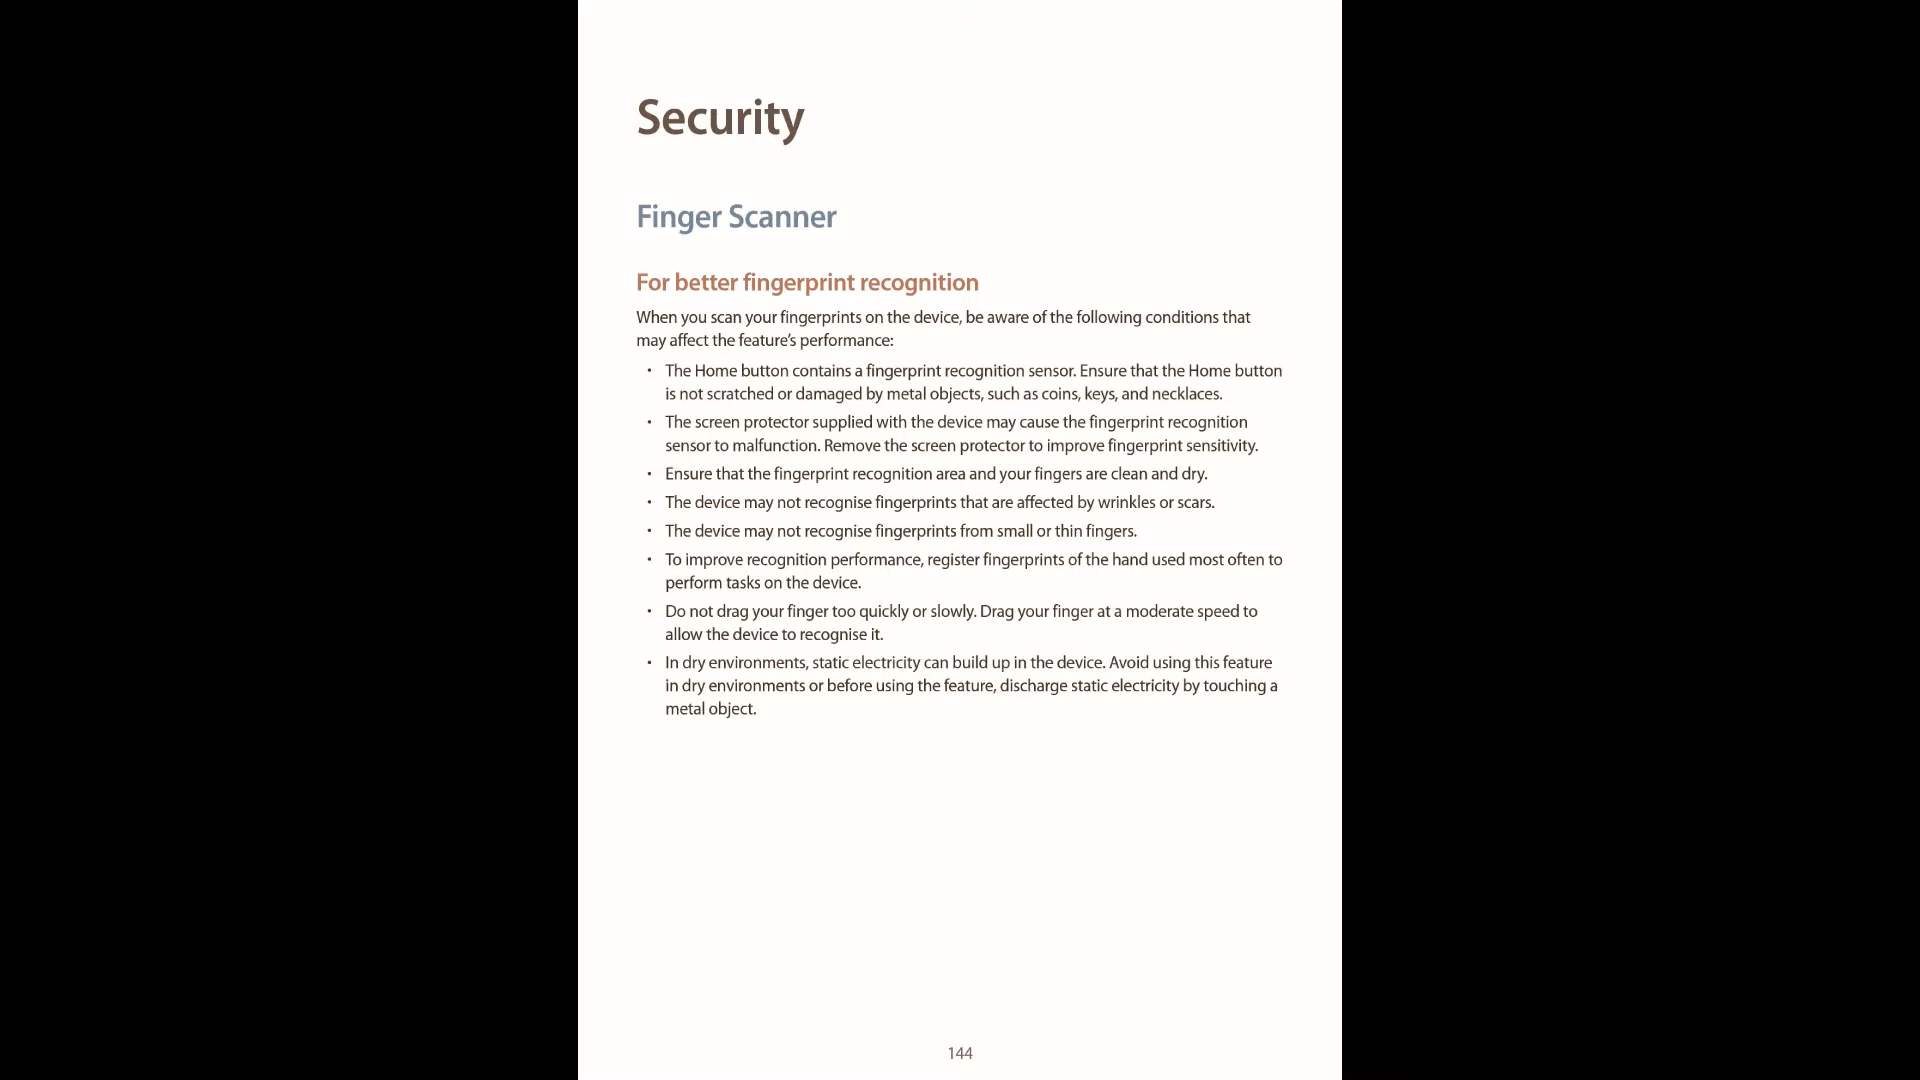 Security
Finger Scanner
For better fingerprint recognition
When you scan your fingerprints on the device, be aware of the following conditions that
may affect the feature's performance:
• The Home button contains a fingerprint recognition sensor. Ensure that the Home button
is not scratched or damaged by metal objects, such as coins, keys, and necklaces.
• The screen protector supplied with the device may cause the fingerprint recognition
sensor to malfunction. Remove the screen protector to improve fingerprint sensitivity.
• Ensure that the fingerprint recognition area and your fingers are clean and dry.
• The device may not recognise fingerprints that are affected by wrinkles or scars.
• The device may not recognise fingerprints from small or thin fingers.
• To improve recognition performance, register fingerprints of the hand used most often to
perform tasks on the device.
• Do not drag your finger too quickly or slowly. Drag your finger at a moderate speed to
allow the device to recognise it.
• In dry environments, static electricity can build up in the device. Avoid using this feature
in dry environments or before using the feature, discharge static electricity by touching a
metal object.
144